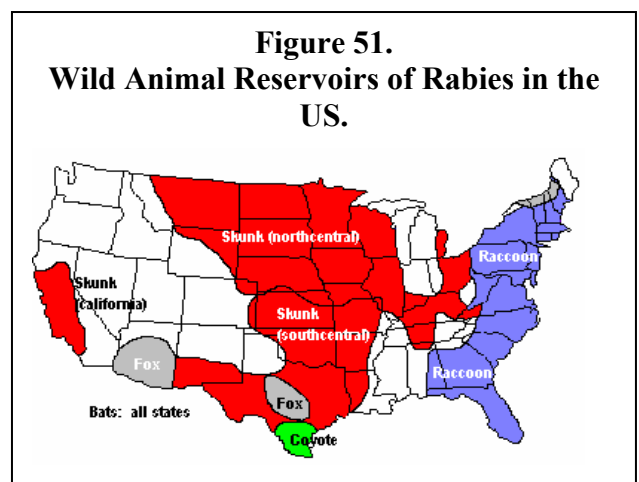 Figure 51.
Wild Animal Reservoirs of Rabies in the
US.
Skunk (northcentral)
Raccoon
Skunk
(california)
Skunk
(southcentral)
Fox
Raccoon
Fox
Bats: all states
Coyote